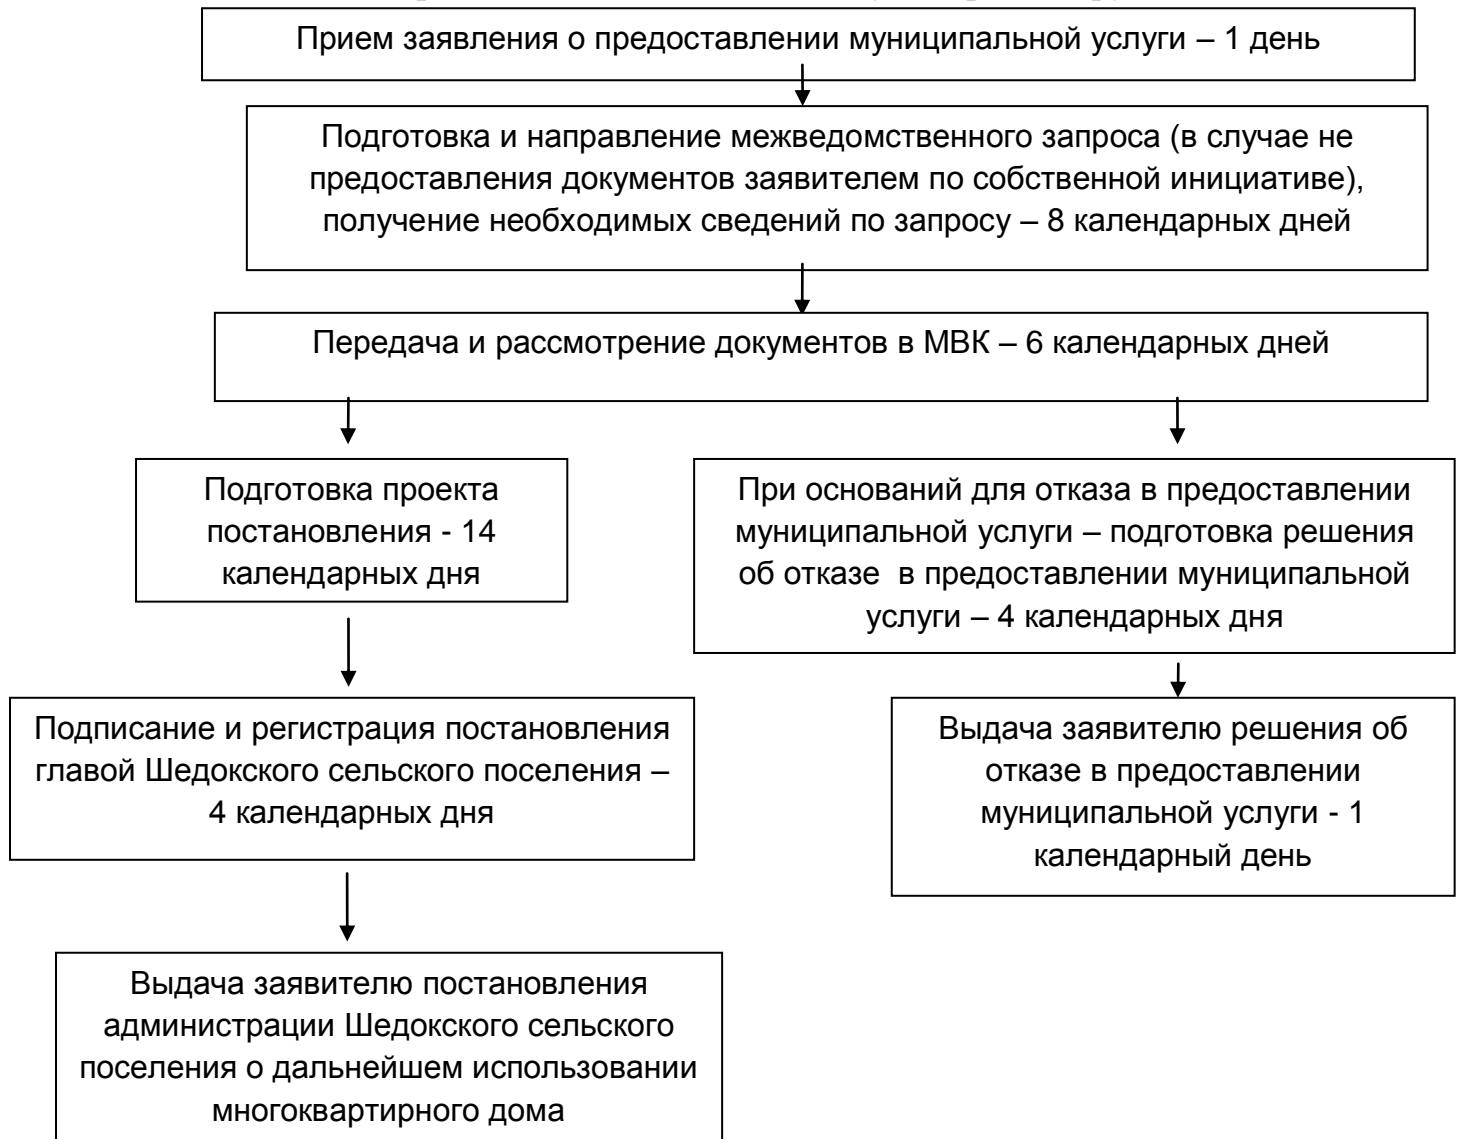 Прием заявления о предоставлении муниципальной услуги – 1 день
Подготовка и направление межведомственного запроса (в случае не
предоставления документов заявителем по собственной инициативе),
получение необходимых сведений по запросу – 8 календарных дней
Передача и рассмотрение документов в МВК – 6 календарных дней
Подготовка проекта
постановления - 14
календарных дня
При оснований для отказа в предоставлении
муниципальной услуги – подготовка решения
об отказе  в предоставлении муниципальной
услуги – 4 календарных дня
Подписание и регистрация постановления
главой Шедокского сельского поселения –
4 календарных дня
Выдача заявителю решения об
отказе в предоставлении
муниципальной услуги - 1
календарный день
Выдача заявителю постановления
администрации Шедокского сельского
поселения о дальнейшем использовании
многоквартирного дома